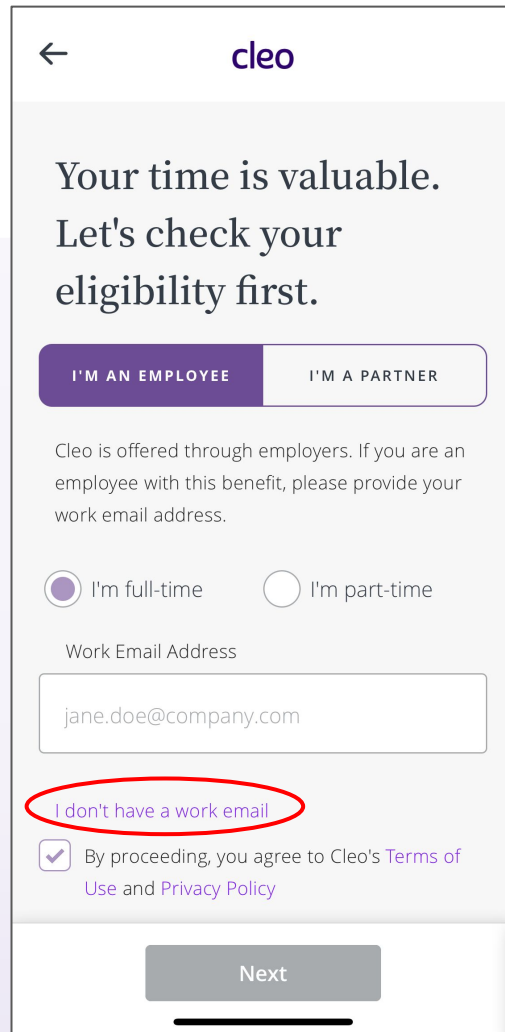 cleo
Your time is valuable.
Let's check your
eligibility first.
I'M AN EMPLOYEE
I'M A PARTNER
Cleo is offered through employers. If you are an
employee with this benefit, please provide your
work email address.
I'm full-time
I'm part-time
Work Email Address
jane.doe@company.com
I don't have a work email
By proceeding, you agree to Cleo's Terms of
Use and Privacy Policy
Next